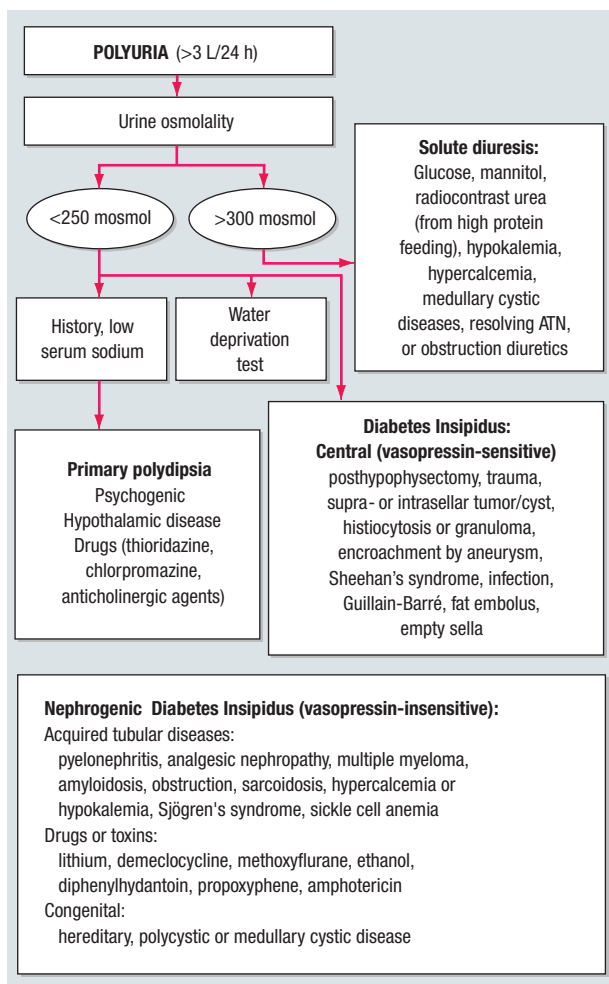 POLYURIA (>3 L/24 h)
Urine osmolality
<250 mosmol
>300 mosmol
Solute diuresis:
Glucose, mannitol,
radiocontrast urea
(from high protein
feeding), hypokalemia,
hypercalcemia,
medullary cystic
diseases, resolving ATN,
or obstruction diuretics
History, low
serum sodium
Water
deprivation
test
Primary polydipsia
Psychogenic
Hypothalamic disease
Drugs (thioridazine,
chlorpromazine,
anticholinergic agents)
Diabetes Insipidus:
Central (vasopressin-sensitive)
posthypophysectomy, trauma,
supra- or intrasellar tumor/cyst,
histiocytosis or granuloma,
encroachment by aneurysm,
Sheehan's syndrome, infection,
Guillain-Barré, fat embolus,
empty sella
Nephrogenic Diabetes Insipidus (vasopressin-insensitive):
Acquired tubular diseases:
pyelonephritis, analgesic nephropathy, multiple myeloma,
amyloidosis, obstruction, sarcoidosis, hypercalcemia or
hypokalemia, Sjögren's syndrome, sickle cell anemia
Drugs or toxins:
lithium, demeclocycline, methoxyflurane, ethanol,
diphenylhydantoin, propoxyphene, amphotericin
Congenital:
hereditary, polycystic or medullary cystic disease